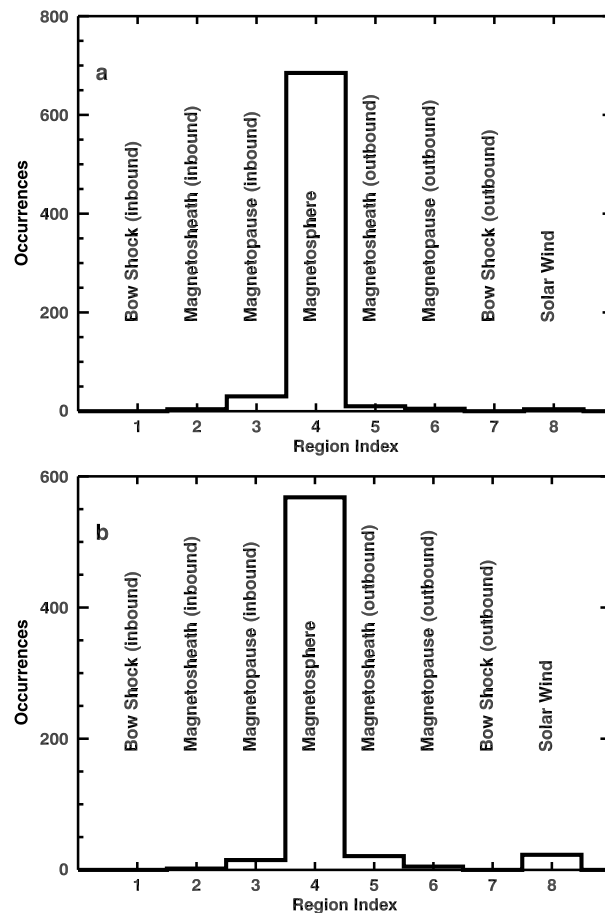 800
a
600
400
200
0
Occurrences
Bow Shock (inbound)
Magnetosheath (inbound)
Magnetopause (inbound)
Magnetosphere
Magnetosheath (outbound)
Magnetopause (outbound)
Bow Shock (outbound)
Solar Wind
1 2 3 4 5 6 7 8
Region Index
600
b
400
200
0
Occurrences
Bow Shock (inbound)
Magnetosheath (inbound)
Magnetopause (inbound)
Magnetosphere
Magnetosheath (outbound)
Magnetopause (outbound)
Bow Shock (outbound)
Solar Wind
1 2 3 4 5 6 7 8
Region Index